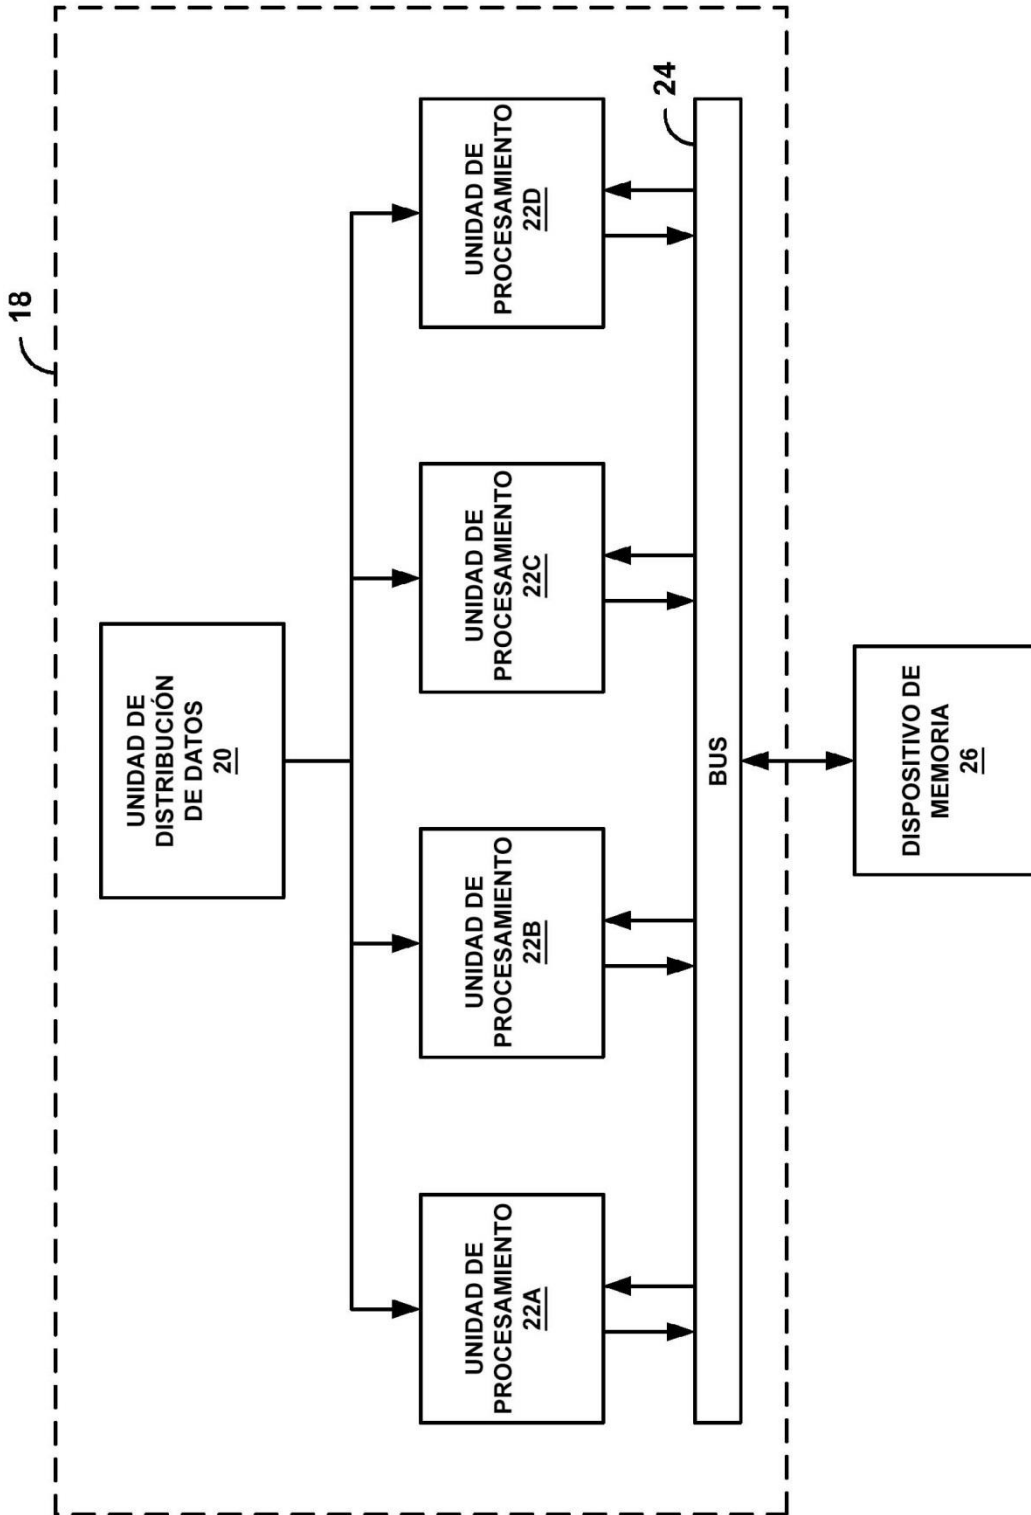 18
UNIDAD DE
DISTRIBUCIÓN
DE DATOS
20
UNIDAD DE
PROCESAMIENTO
22A
UNIDAD DE
PROCESAMIENTO
22B
UNIDAD DE
PROCESAMIENTO
22C
UNIDAD DE
PROCESAMIENTO
22D
24
BUS
DISPOSITIVO DE
MEMORIA
26